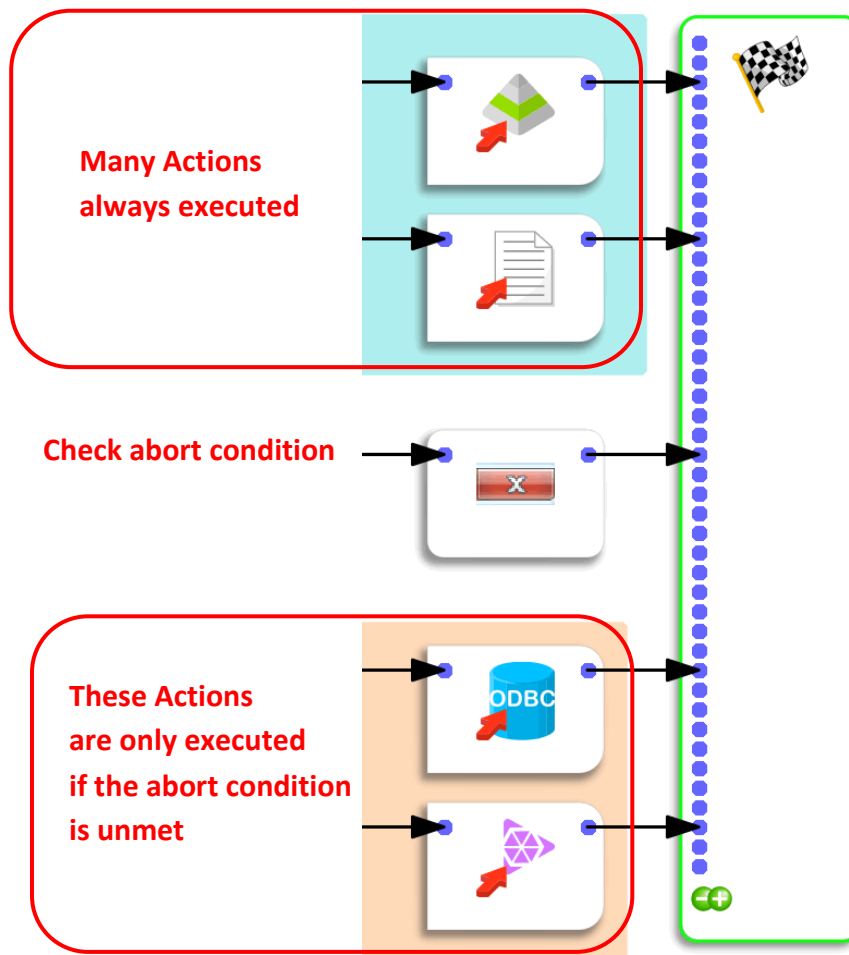 Many Actions
always executed
Check abort condition
X
ODBC
These Actions
are only executed
if the abort condition
is unmet